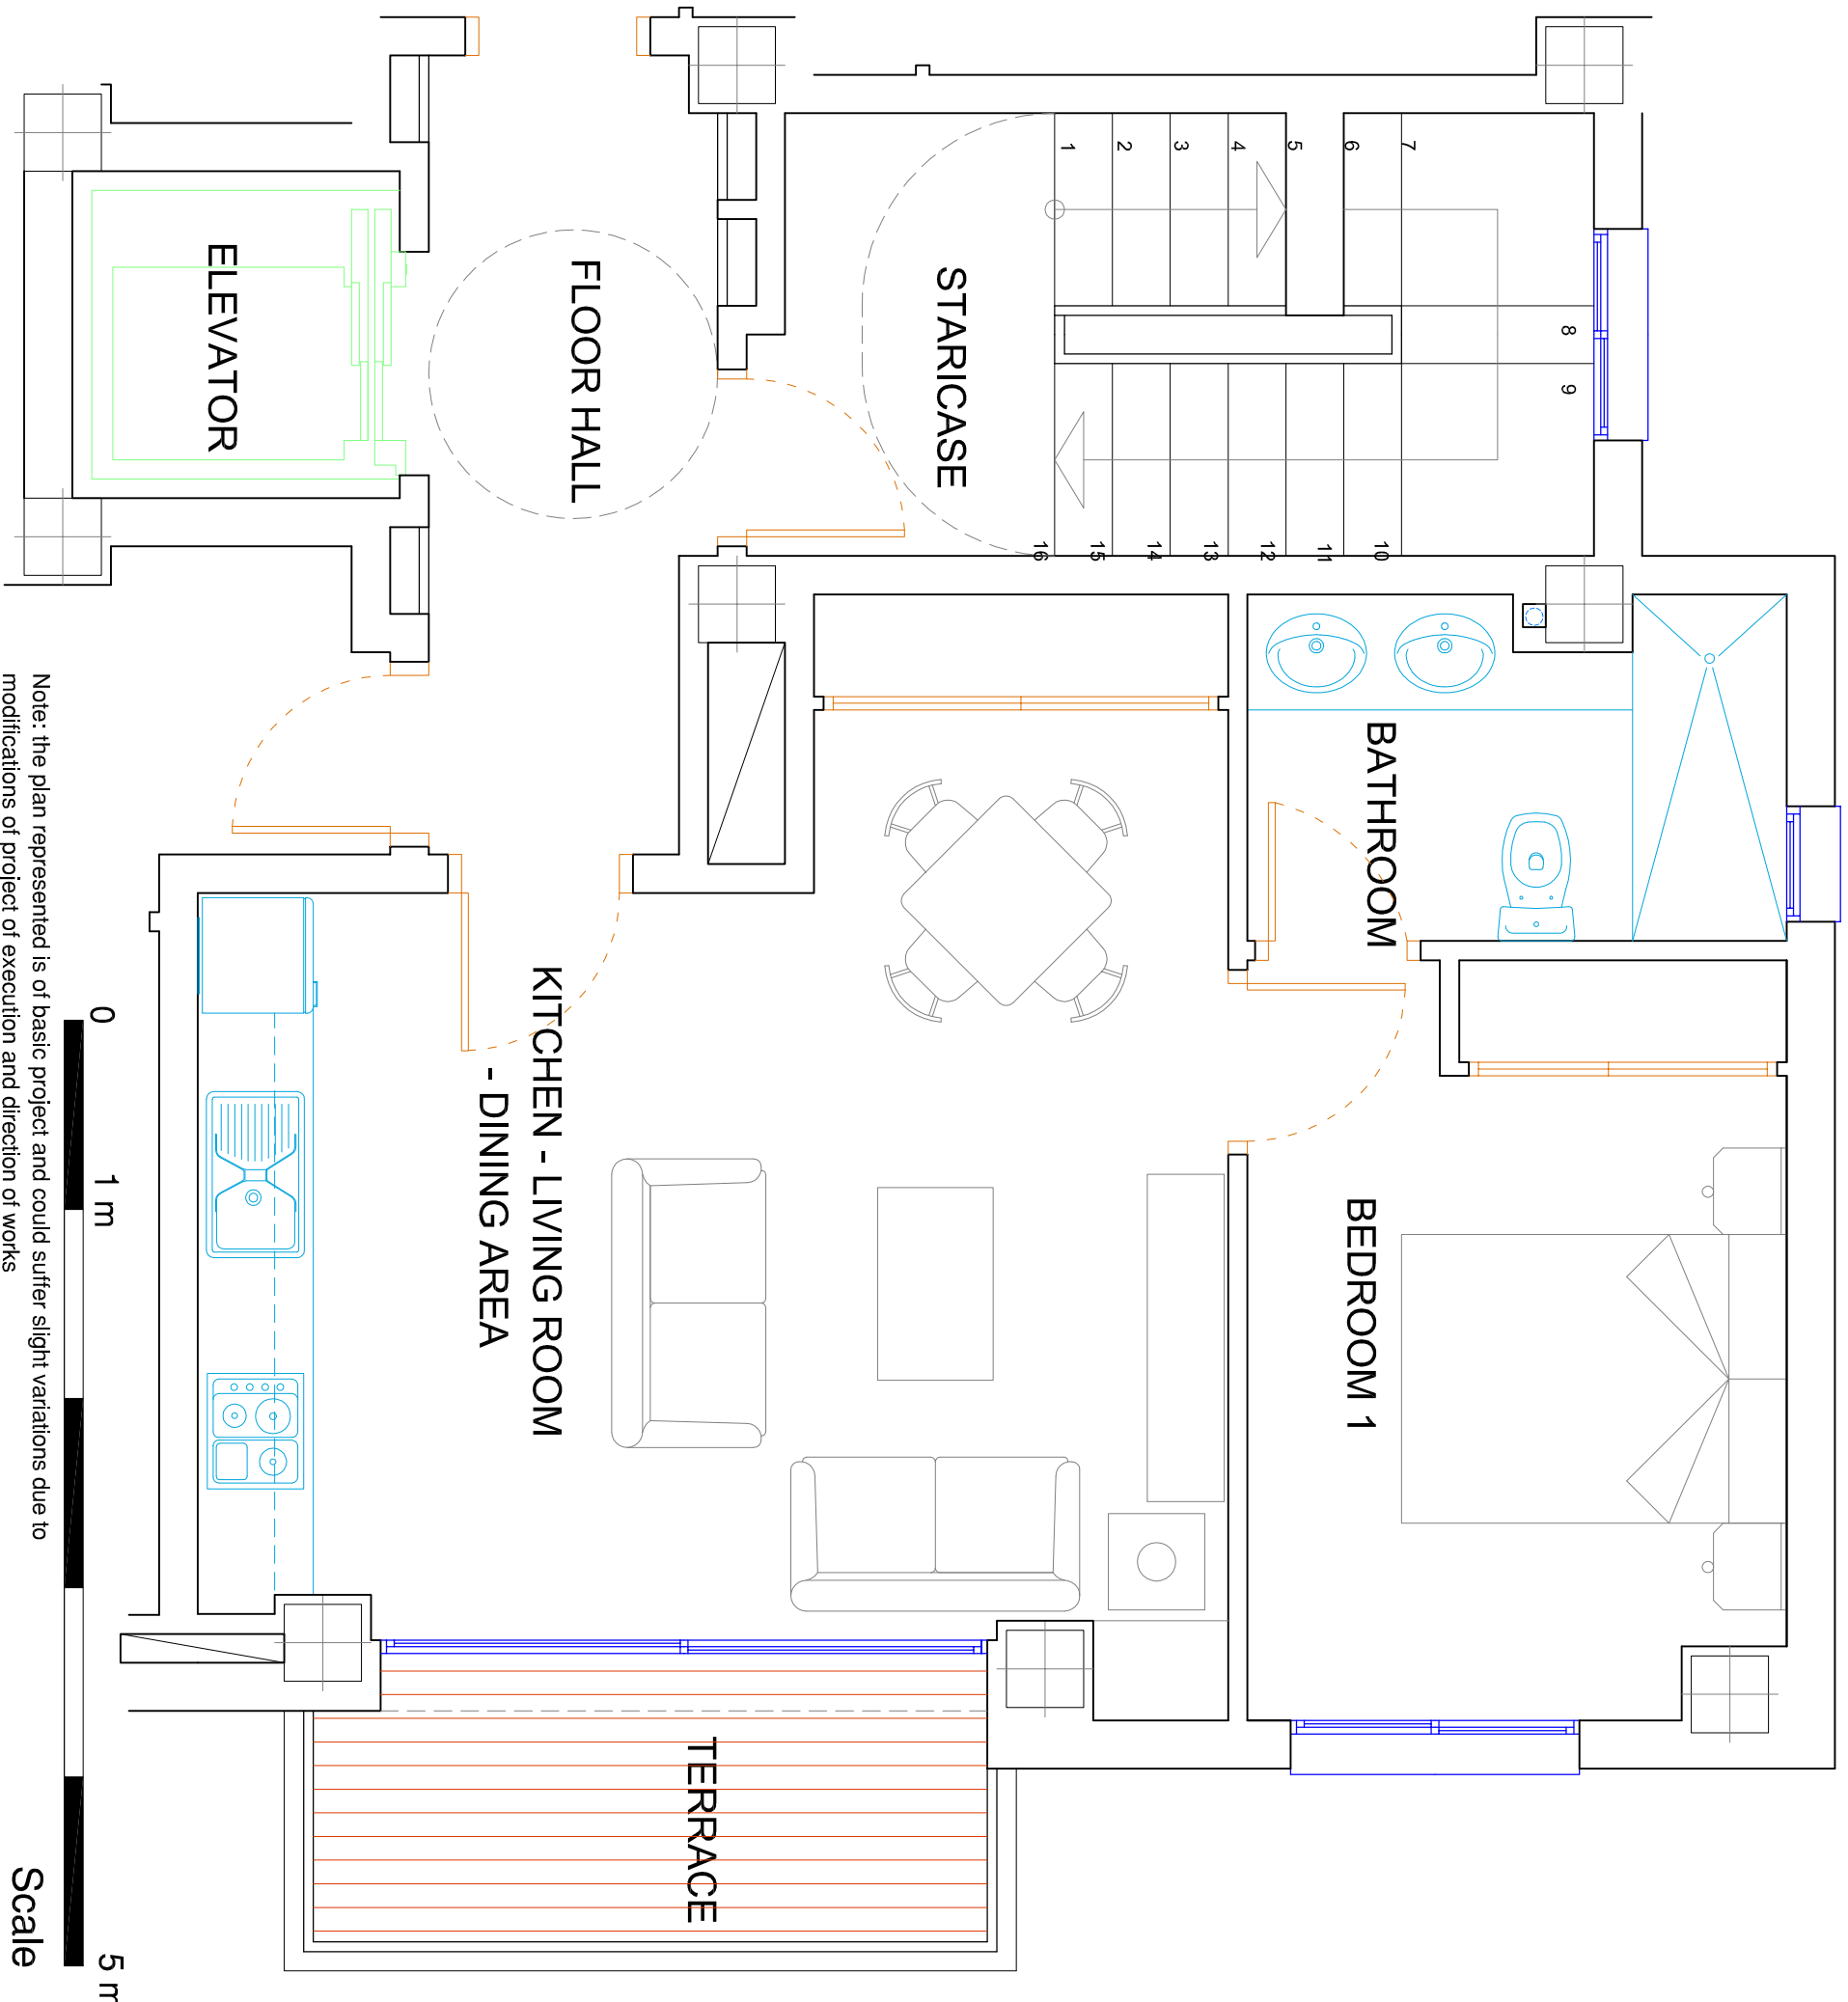 7
6
5
4
3
2
1
8
9
10
11
12
13
14
15
16
STARICASE
FLOOR HALL
ELEVATOR
BATHROOM
BEDROOM 1
KITCHEN - LIVING ROOM
- DINING AREA
TERRACE
0
1 m
5 m
Scale
Note: the plan represented is of basic project and could suffer slight variations due to
modifications of project of execution and direction of works